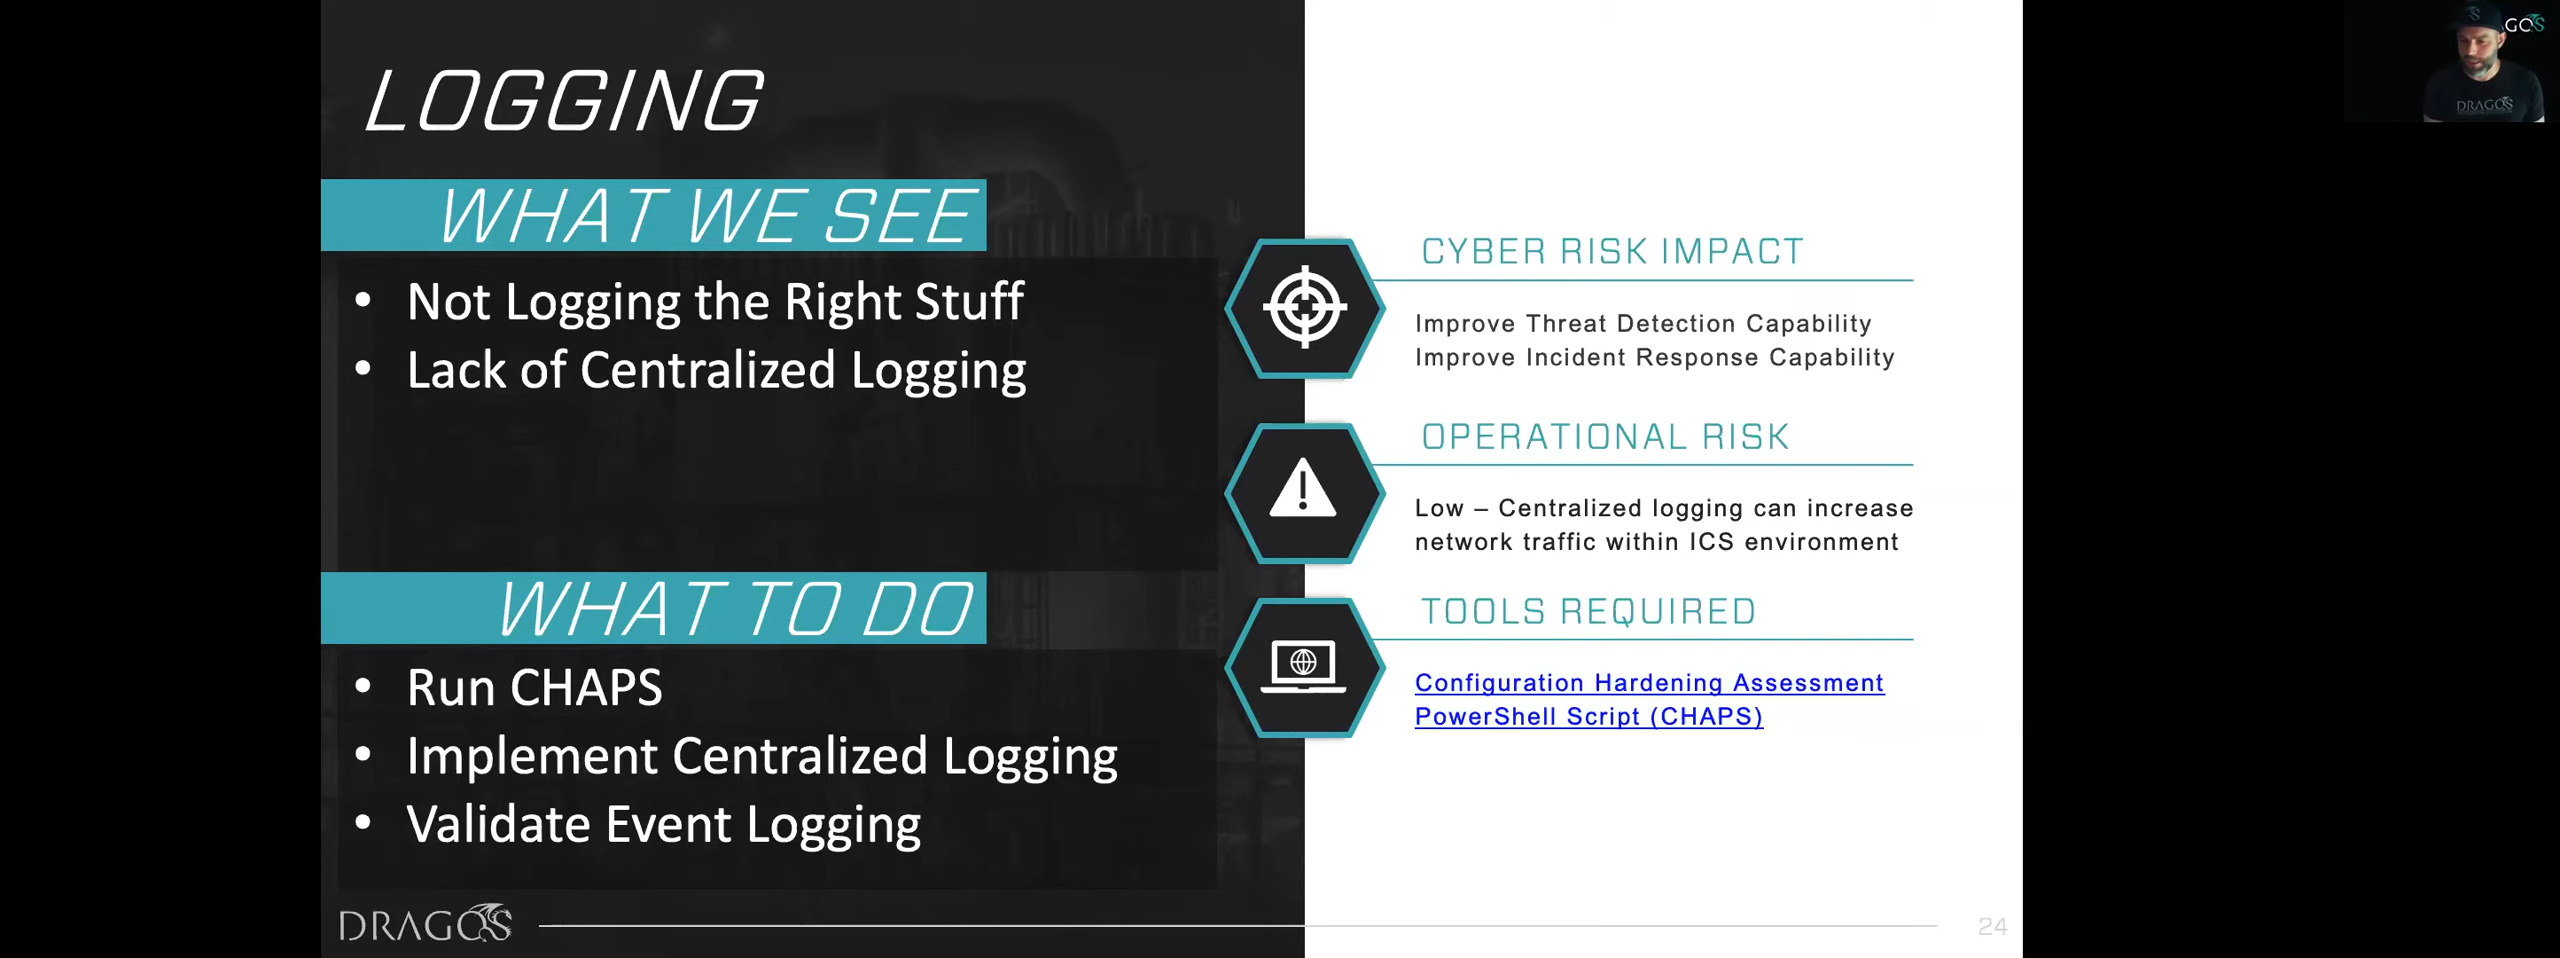 LOGGING
WHAT WE SEE
• Not Logging the Right Stuff
• Lack of Centralized Logging
WHAT TO DO
• Run CHAPS
• Implement Centralized Logging
• Validate Event Logging
CYBER RISK IMPACT
Improve Threat Detection Capability
Improve Incident Response Capability
OPERATIONAL RISK
Low – Centralized logging can increase
network traffic within ICS environment
TOOLS REQUIRED
Configuration Hardening Assessment
PowerShell Script (CHAPS)
DRAGOS
24
GOS
DRAGOS